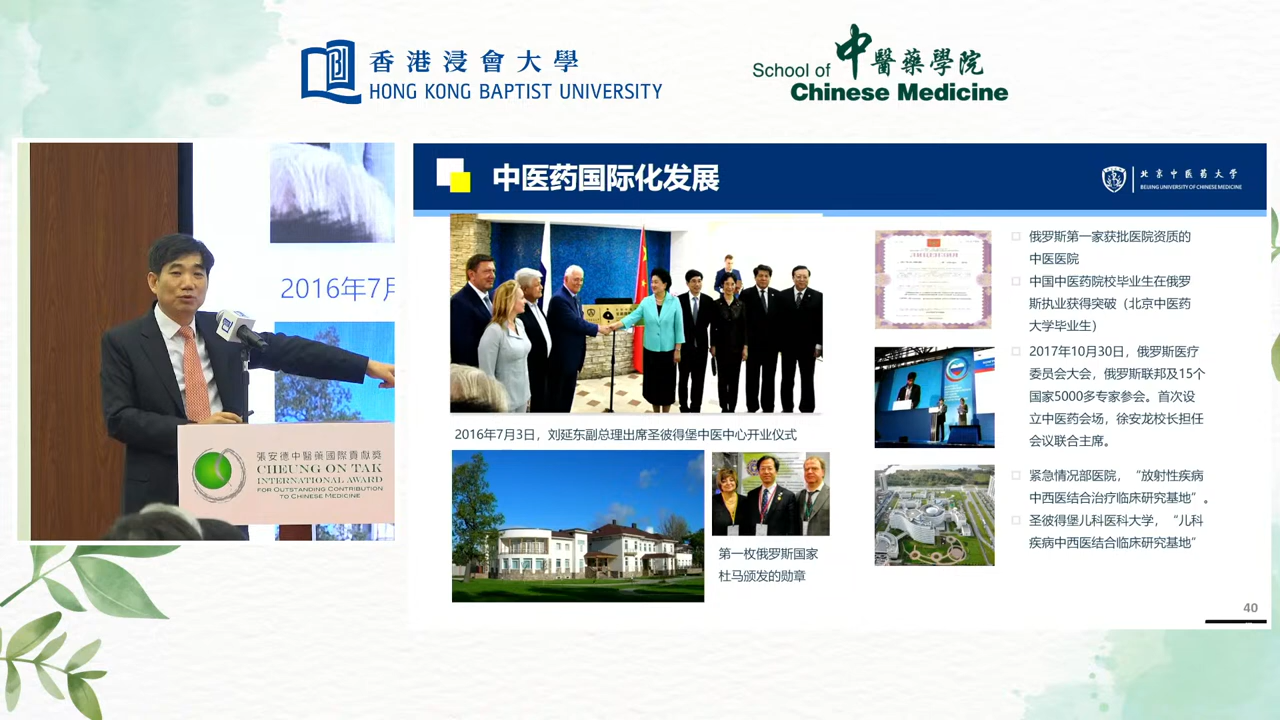 香港浸會大學
HONG KONG BAPTIST UNIVERSITY
School of
中醫藥學院
Chinese Medicine
2016年7月
張安德中醫藥國際貢獻獎
CHEUNG ON TAK
INTERNATIONAL AWARD
FOR OUTSTANDING CONTRIBUTION
TO CHINESE MEDICINE
中医药国际化发展
北京中医药大学
BEIJING UNIVERSITY OF CHINESE MEDICINE
2016年7月3日，刘延东副总理出席圣彼得堡中医中心开业仪式
第一枚俄罗斯国家
杜马颁发的勋章
俄罗斯第一家获批医院资质的
中医医院
中国中医药院校毕业生在俄罗
斯执业获得突破（北京中医药
大学毕业生）
2017年10月30日，俄罗斯医疗
委员会大会，俄罗斯联邦及15个
国家5000多专家参会。首次设
立中医药会场，徐安龙校长担任
会议联合主席。
紧急情况部医院，“放射性疾病
中西医结合治疗临床研究基地”。
圣彼得堡儿科医科大学，“儿科
疾病中西医结合临床研究基地”
40